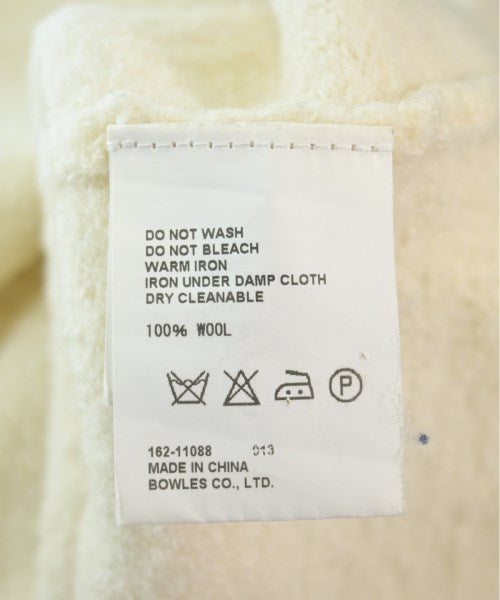 DO NOT WASH
DO NOT BLEACH
WARM IRON
IRON UNDER DAMP CLOTH
DRY CLEANABLE
100% WOOL
P
162-11088 013
MADE IN CHINA
BOWLES CO., LTD.